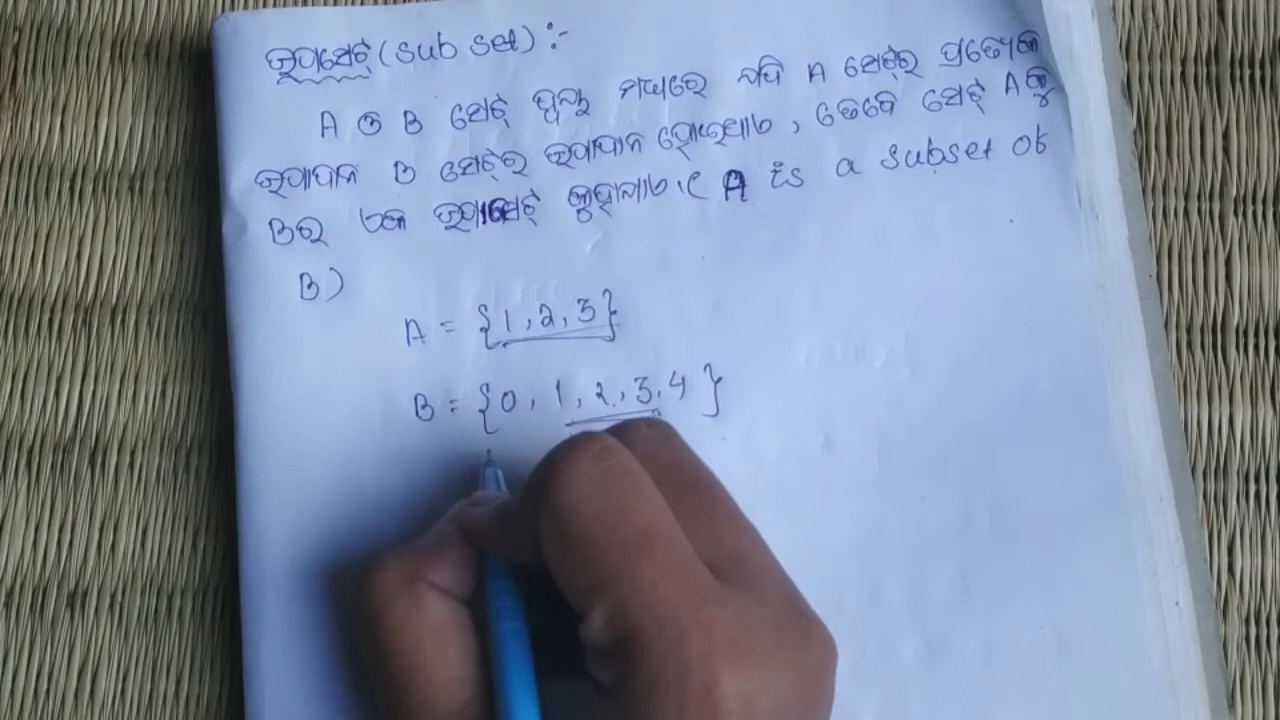 ଉପସେଟ୍ (Sub Set) :-
A ଓ B ସେଟ୍ ଦ୍ୱୟ ମଧ୍ୟରେ ଯଦି A ସେଟ୍‌ର ପ୍ରତ୍ୟେକ
ଉପାଦାନ B ସେଟ୍‌ର ଉପାଦାନ ହୋଇଥାଏ, ତେବେ ସେଟ୍ A କୁ
B ର ଏକ ଉପସେଟ୍ କୁହାଯାଏ । ( A is a subset of
B )
A = {1, 2, 3}
B = {0, 1, 2, 3, 4 }